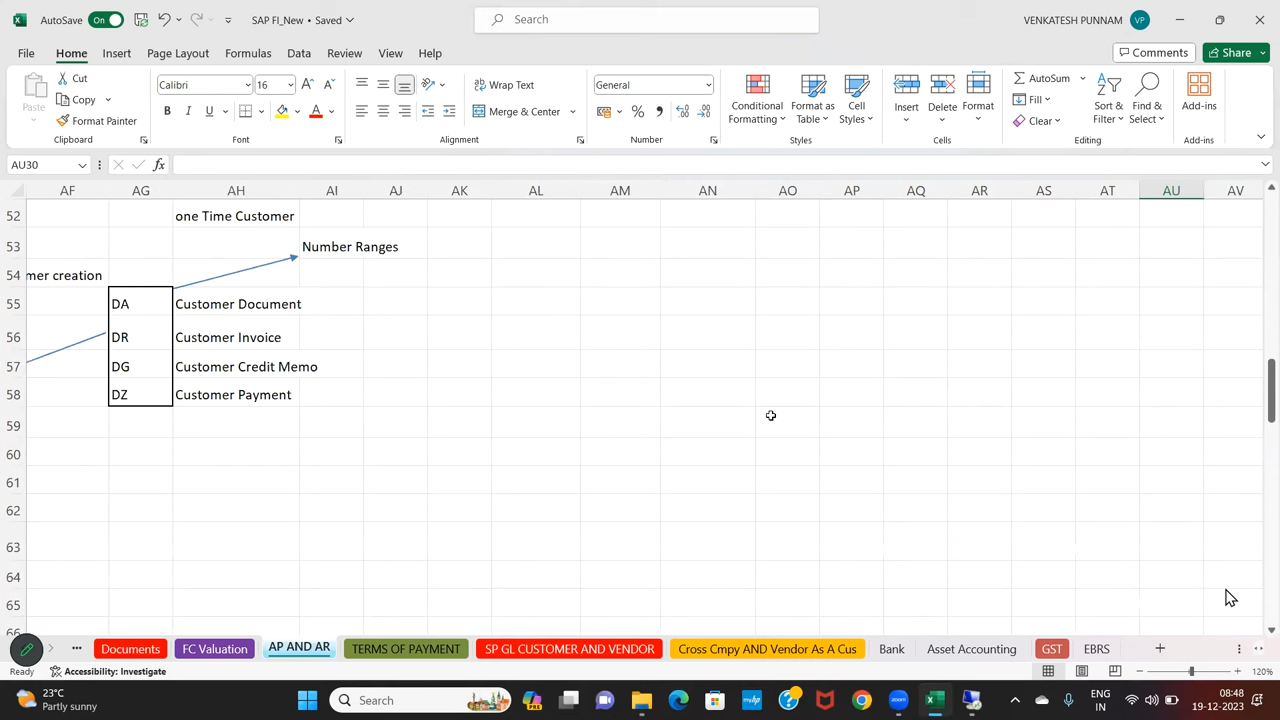 AutoSave On SAP FI_New • Saved Search VENKATESH PUNNAM VP
File Home Insert Page Layout Formulas Data Review View Help Comments Share
Paste Cut Copy Format Painter
Calibri 16 A A B I U A
Wrap Text Merge & Center
General % 9
Conditional Formatting Format as Table Cell Styles
Insert Delete Format
AutoSum Fill Clear
Sort & Filter Find & Select Add-ins
Clipboard Font Alignment Number Styles Cells Editing Add-ins
AU30 fx
AF AG AH AI AJ AK AL AM AN AO AP AQ AR AS AT AU AV
52 one Time Customer
53 Number Ranges
54 mer creation
55 DA Customer Document
56 DR Customer Invoice
57 DG Customer Credit Memo
58 DZ Customer Payment
59
60
61
62
63
64
65
66
Documents FC Valuation AP AND AR TERMS OF PAYMENT SP GL CUSTOMER AND VENDOR Cross Cmpy AND Vendor As A Cus Bank Asset Accounting GST EBRS
Ready Accessibility: Investigate 120%
23°C
Partly sunny
Search
ENG
IN
08:48
19-12-2023